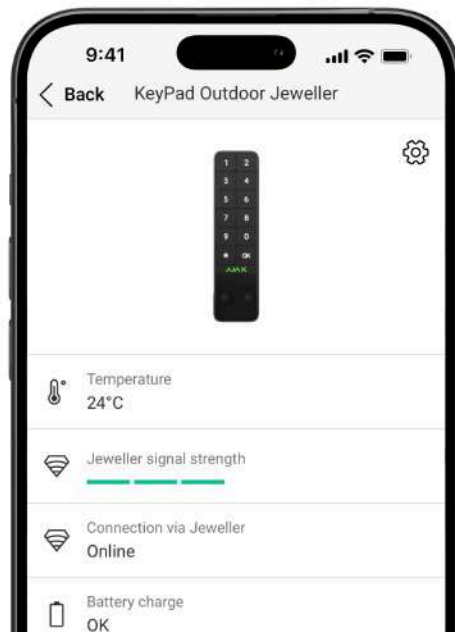 9:41
Back KeyPad Outdoor Jeweller
1 2
3 4
5 6
7 8
9 0
* OK
AJAX
Temperature
24°C
Jeweller signal strength
Connection via Jeweller
Online
Battery charge
OK